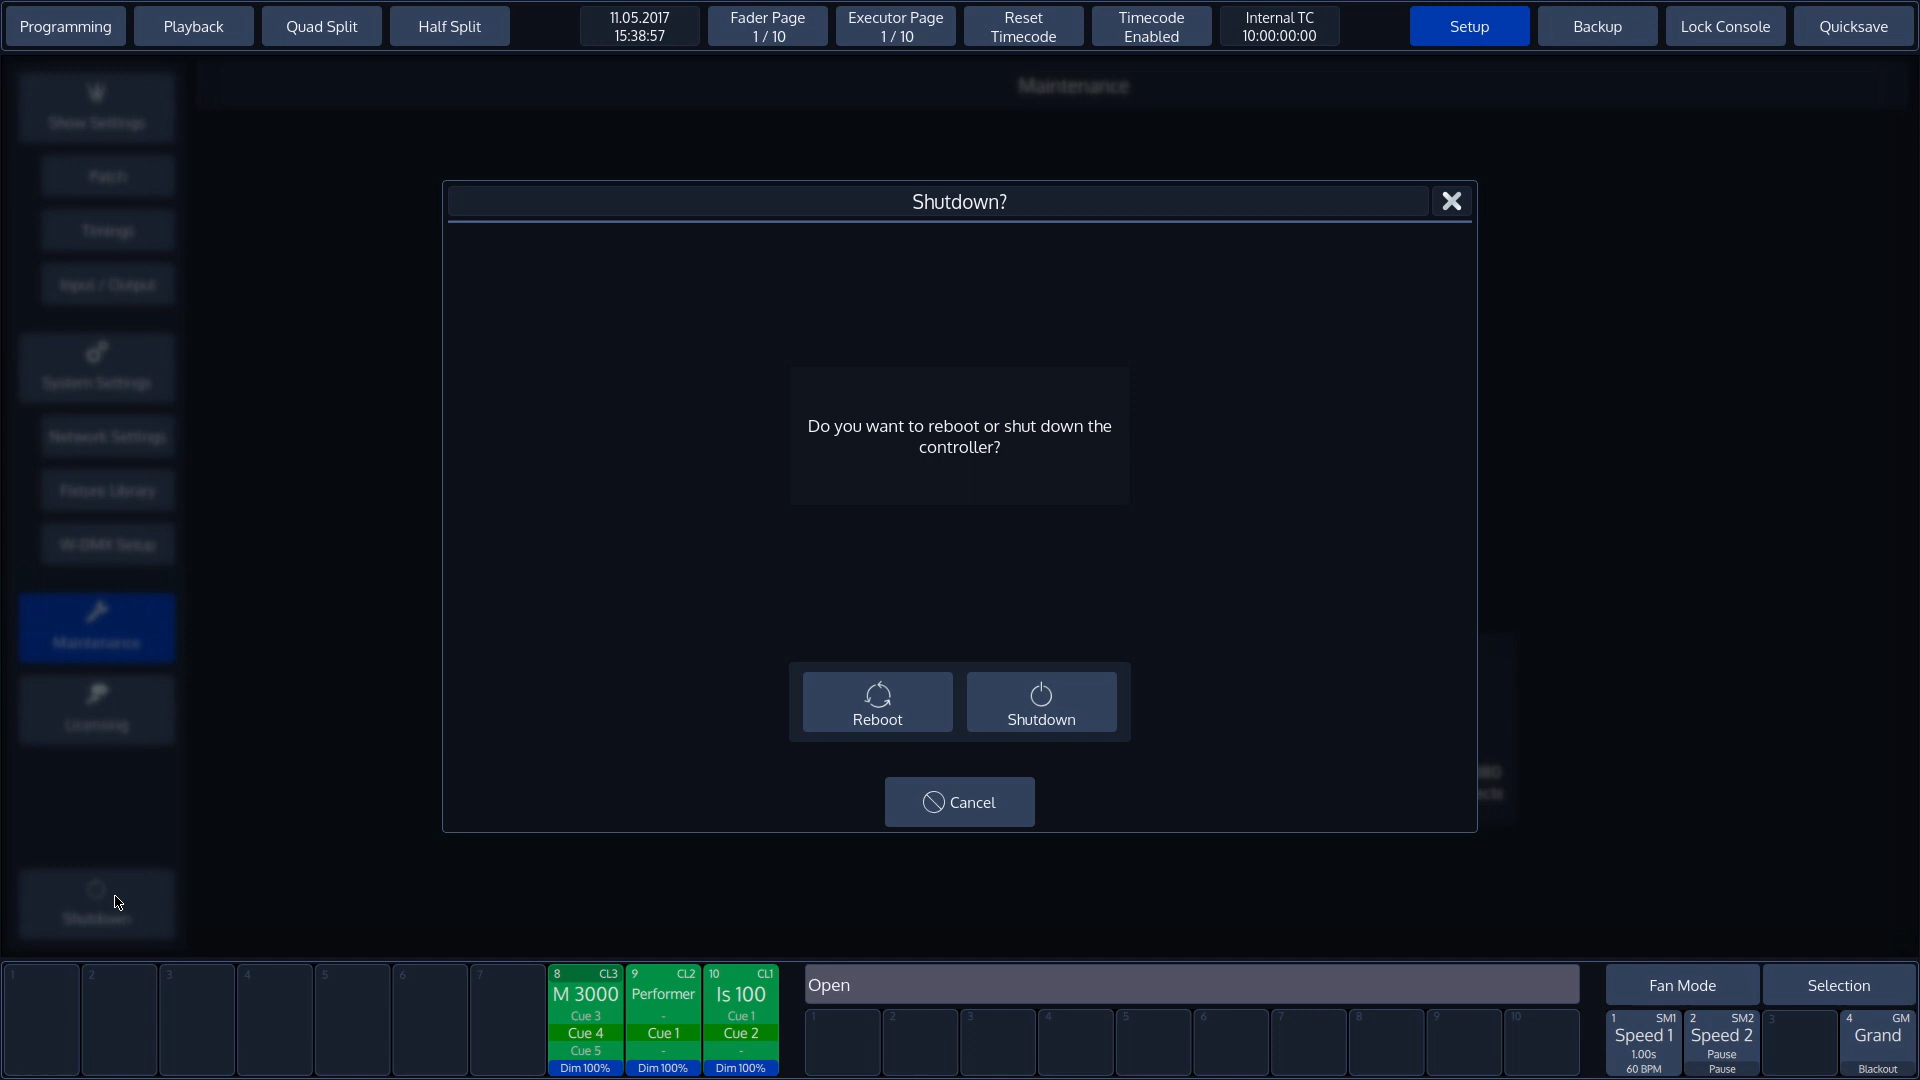 Programming
Playback
Quad Split
Half Split
11.05.2017
15:38:57
Fader Page
1 / 10
Executor Page
1 / 10
Reset
Timecode
Timecode
Enabled
Internal TC
10:00:00:00
Setup
Backup
Lock Console
Quicksave
Maintenance
Show Settings
Patch
Timings
Input / Output
System Settings
Network Settings
Fixture Library
W-DMX Setup
Maintenance
Licensing
Shutdown
Shutdown?
Do you want to reboot or shut down the
controller?
Reboot
Shutdown
Cancel
1
2
3
4
5
6
7
8 CL3
M 3000
Cue 3
Cue 4
Cue 5
Dim 100%
9 CL2
Performer
-
Cue 1
-
Dim 100%
10 CL1
Is 100
Cue 1
Cue 2
-
Dim 100%
Open
1
2
3
4
5
6
7
8
9
10
Fan Mode
Selection
1 SM1
Speed 1
1.00s
60 BPM
2 SM2
Speed 2
Pause
Pause
3
4 GM
Grand
Blackout